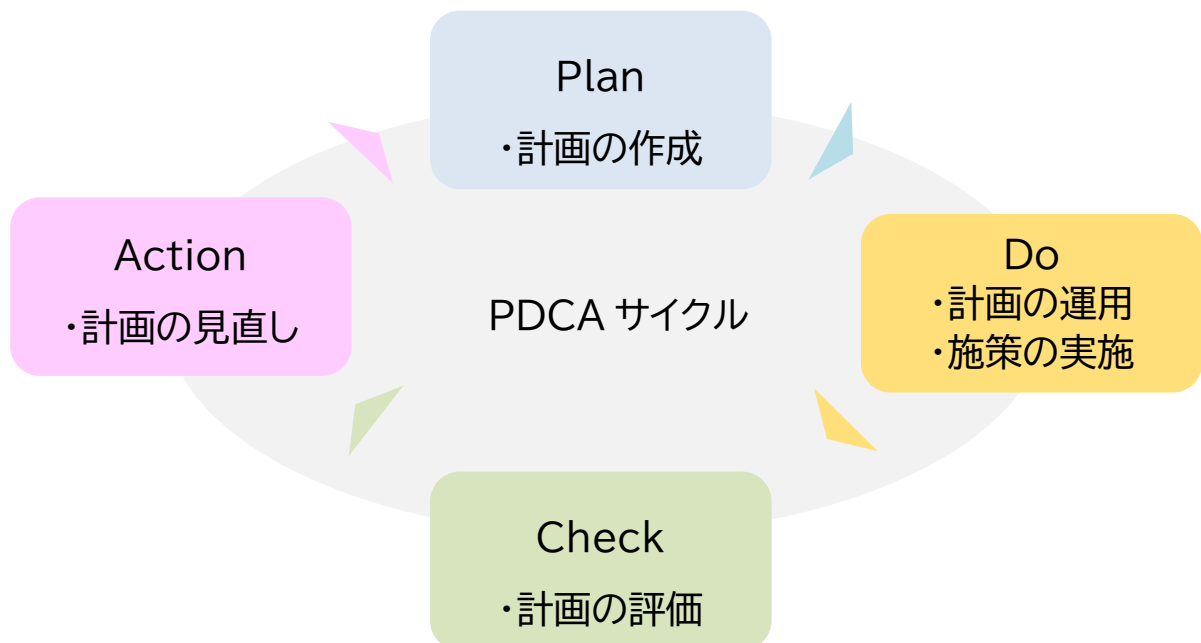 Plan
・計画の作成
Action
・計画の見直し
PDCA サイクル
Do
・計画の運用
・施策の実施
Check
・計画の評価